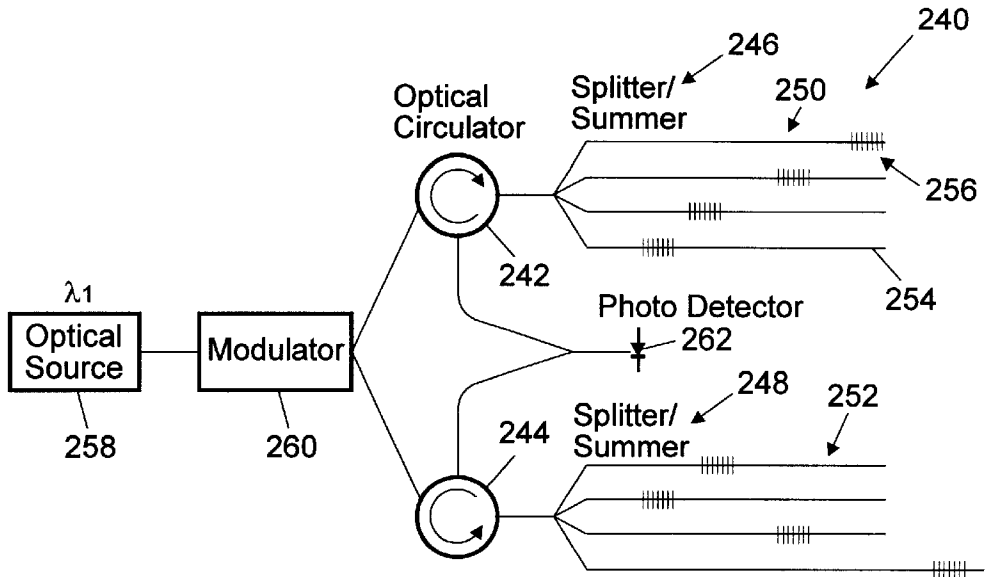 246
240
Splitter/
Summer
250
Optical
Circulator
256
242
254
λ1
Optical
Source
Modulator
Photo Detector
262
258
260
244
Splitter/
Summer
248
252